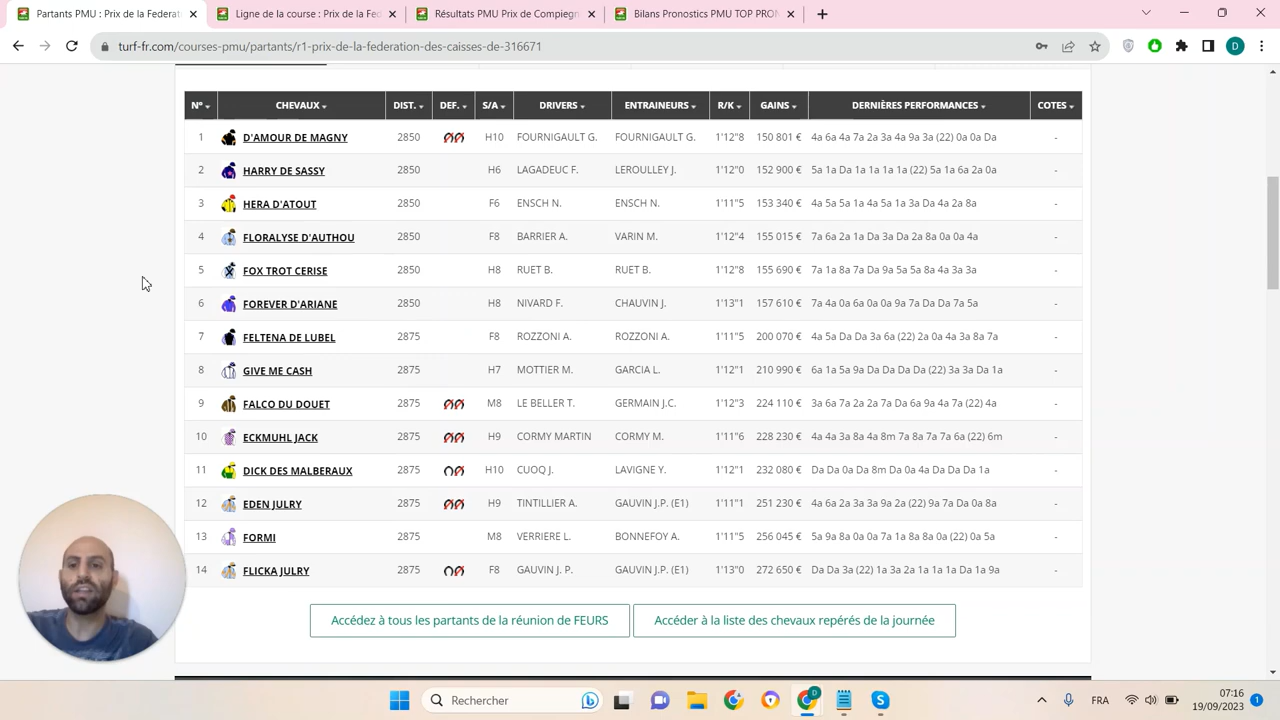 Partants PMU : Prix de la Federat
Ligne de la course : Prix de la Fed
Résultats PMU Prix de Compiegn
Bilans Pronostics PMU TOP PRON
turf-fr.com/courses-pmu/partants/r1-prix-de-la-federation-des-caisses-de-316671
D
N° CHEVAUX DIST. DEF. S/A DRIVERS ENTRAINEURS R/K GAINS DERNIÈRES PERFORMANCES COTES
1 D'AMOUR DE MAGNY 2850 H10 FOURNIGAULT G. FOURNIGAULT G. 1'12"8 150 801 € 4a 6a 4a 7a 2a 3a 4a 9a 3a (22) 0a 0a Da -
2 HARRY DE SASSY 2850 H6 LAGADEUC F. LEROULLEY J. 1'12"0 152 900 € 5a 1a Da 1a 1a 1a 1a (22) 5a 1a 6a 2a 0a -
3 HERA D'ATOUT 2850 F6 ENSCH N. ENSCH N. 1'11"5 153 340 € 4a 5a 5a 1a 4a 5a 1a 3a Da 4a 2a 8a -
4 FLORALYSE D'AUTHOU 2850 F8 BARRIER A. VARIN M. 1'12"4 155 015 € 7a 6a 2a 1a Da 3a Da 2a 8a 0a 0a 4a -
5 FOX TROT CERISE 2850 H8 RUET B. RUET B. 1'12"8 155 690 € 7a 1a 8a 7a Da 9a 5a 5a 8a 4a 3a 3a -
6 FOREVER D'ARIANE 2850 H8 NIVARD F. CHAUVIN J. 1'13"1 157 610 € 7a 4a 0a 6a 0a 0a 9a 7a Da Da 7a 5a -
7 FELTENA DE LUBEL 2875 F8 ROZZONI A. ROZZONI A. 1'12"5 200 070 € 4a 5a Da Da 3a 6a (22) 2a 0a 4a 3a 8a 7a -
8 GIVE ME CASH 2875 H7 MOTTIER M. GARCIA L. 1'12"1 210 990 € 6a 1a 5a 9a Da Da Da Da (22) 3a 3a Da 1a -
9 FALCO DU DOUET 2875 M8 LE BELLER T. GERMAIN J.C. 1'12"3 224 110 € 3a 6a 7a 2a 2a 7a Da 6a 9a 4a 7a (22) 4a -
10 ECKMUHL JACK 2875 H9 CORMY MARTIN CORMY M. 1'11"6 228 230 € 4a 4a 3a 8a 4a 8m 7a 8a 7a 7a 6a (22) 6m -
11 DICK DES MALBERAUX 2875 H10 CUOQ J. LAVIGNE Y. 1'12"1 232 080 € Da Da 0a Da 8m Da 0a 4a Da Da Da 1a -
12 EDEN JULRY 2875 H9 TINTILLIER A. GAUVIN J.P. (E1) 1'11"1 251 230 € 4a 6a 2a 3a 3a 9a 2a (22) 9a 7a Da 0a 8a -
13 FORMI 2875 M8 VERRIERE L. BONNEFOY A. 1'11"5 256 045 € 5a 9a 8a 0a 0a 7a 1a 8a 8a 0a (22) 0a 5a -
14 FLICKA JULRY 2875 F8 GAUVIN J. P. GAUVIN J.P. (E1) 1'13"0 272 650 € Da Da 3a (22) 1a 3a 2a 1a 1a 1a Da 1a 9a -
Accédez à tous les partants de la réunion de FEURS
Accéder à la liste des chevaux repérés de la journée
Rechercher
FRA
07:16
19/09/2023